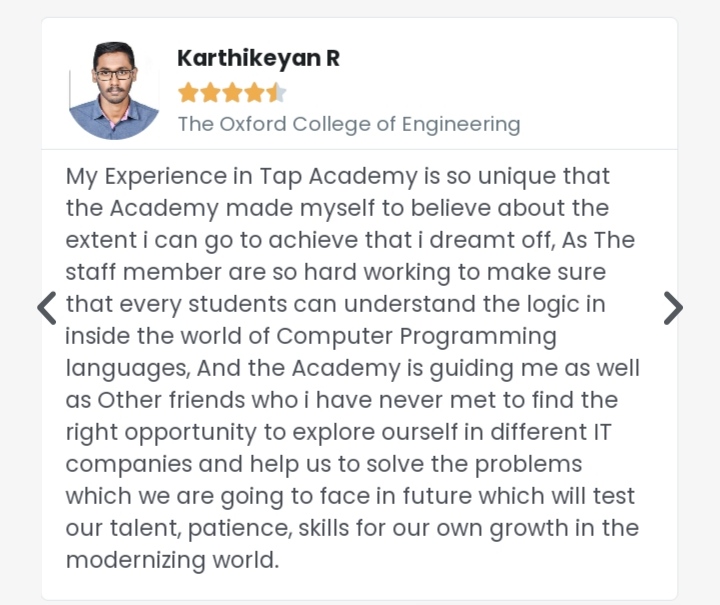 Karthikeyan R
The Oxford College of Engineering
My Experience in Tap Academy is so unique that
the Academy made myself to believe about the
extent i can go to achieve that i dreamt off, As The
staff member are so hard working to make sure
that every students can understand the logic in
inside the world of Computer Programming
languages, And the Academy is guiding me as well
as Other friends who i have never met to find the
right opportunity to explore ourself in different IT
companies and help us to solve the problems
which we are going to face in future which will test
our talent, patience, skills for our own growth in the
modernizing world.